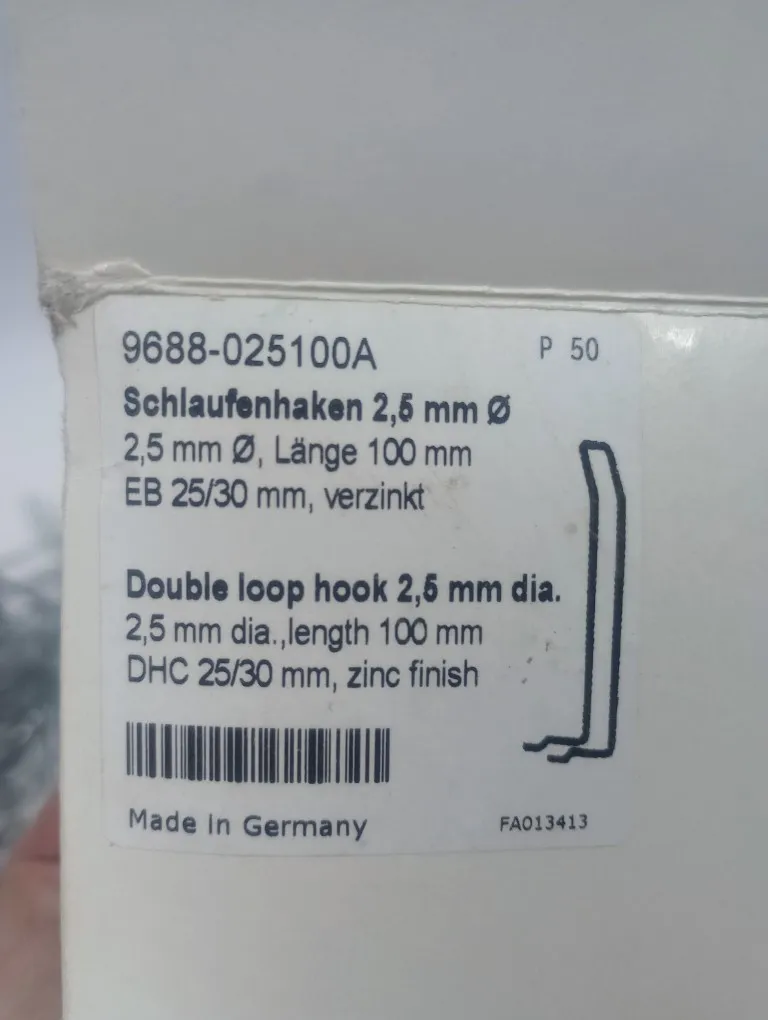 9688-025100A
P 50
Schlaufenhaken 2,5 mm Ø
2,5 mm Ø, Länge 100 mm
EB 25/30 mm, verzinkt
Double loop hook 2,5 mm dia.
2,5 mm dia.,length 100 mm
DHC 25/30 mm, zinc finish
Made in Germany
FA013413